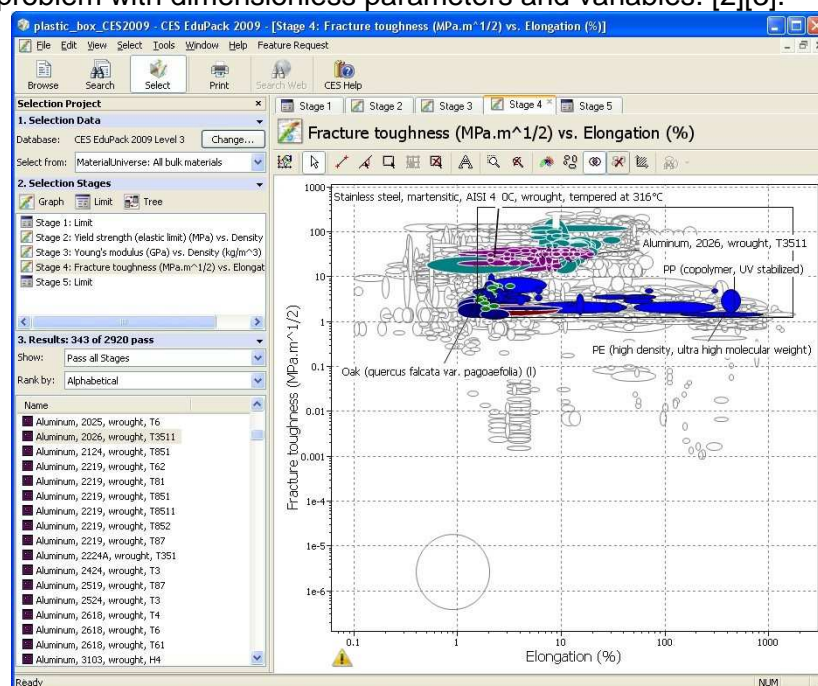 problem with dimensionless parameters and variables. [2][8].
plastic_box_CES2009 - CES EduPack 2009 - [Stage 4: Fracture toughness (MPa.m^1/2) vs. Elongation (%)]
File Edit View Select Tools Window Help Feature Request
Browse Search Select Print Search Web CES Help
Selection Project
1. Selection Data
Database: CES EduPack 2009 Level 3 Change...
Select from: MaterialUniverse: All bulk materials
2. Selection Stages
Graph Limit Tree
Stage 1: Limit
Stage 2: Yield strength (elastic limit) (MPa) vs. Density
Stage 3: Young's modulus (GPa) vs. Density (kg/m^3)
Stage 4: Fracture toughness (MPa.m^1/2) vs. Elongat
Stage 5: Limit
3. Results: 343 of 2920 pass
Show: Pass all Stages
Rank by: Alphabetical
Name
Aluminum, 2025, wrought, T6
Aluminum, 2026, wrought, T3511
Aluminum, 2124, wrought, T851
Aluminum, 2219, wrought, T62
Aluminum, 2219, wrought, T81
Aluminum, 2219, wrought, T851
Aluminum, 2219, wrought, T8511
Aluminum, 2219, wrought, T852
Aluminum, 2219, wrought, T87
Aluminum, 2224A, wrought, T351
Aluminum, 2424, wrought, T3
Aluminum, 2519, wrought, T87
Aluminum, 2524, wrought, T3
Aluminum, 2618, wrought, T4
Aluminum, 2618, wrought, T6
Aluminum, 2618, wrought, T61
Aluminum, 3103, wrought, H4
Stage 1 Stage 2 Stage 3 Stage 4 Stage 5
Fracture toughness (MPa.m^1/2) vs. Elongation (%)
Fracture toughness (MPa.m^1/2)
1000
100
10
1
0.1
0.01
0.001
1e-4
1e-5
1e-6
Stainless steel, martensitic, AISI 4 0C, wrought, tempered at 316°C
Aluminum, 2026, wrought, T3511
PP (copolymer, UV stabilized)
PE (high density, ultra high molecular weight)
Oak (quercus falcata var. pagoaefolia) (l)
0.1 1 10 100 1000
Elongation (%)
Ready NUM